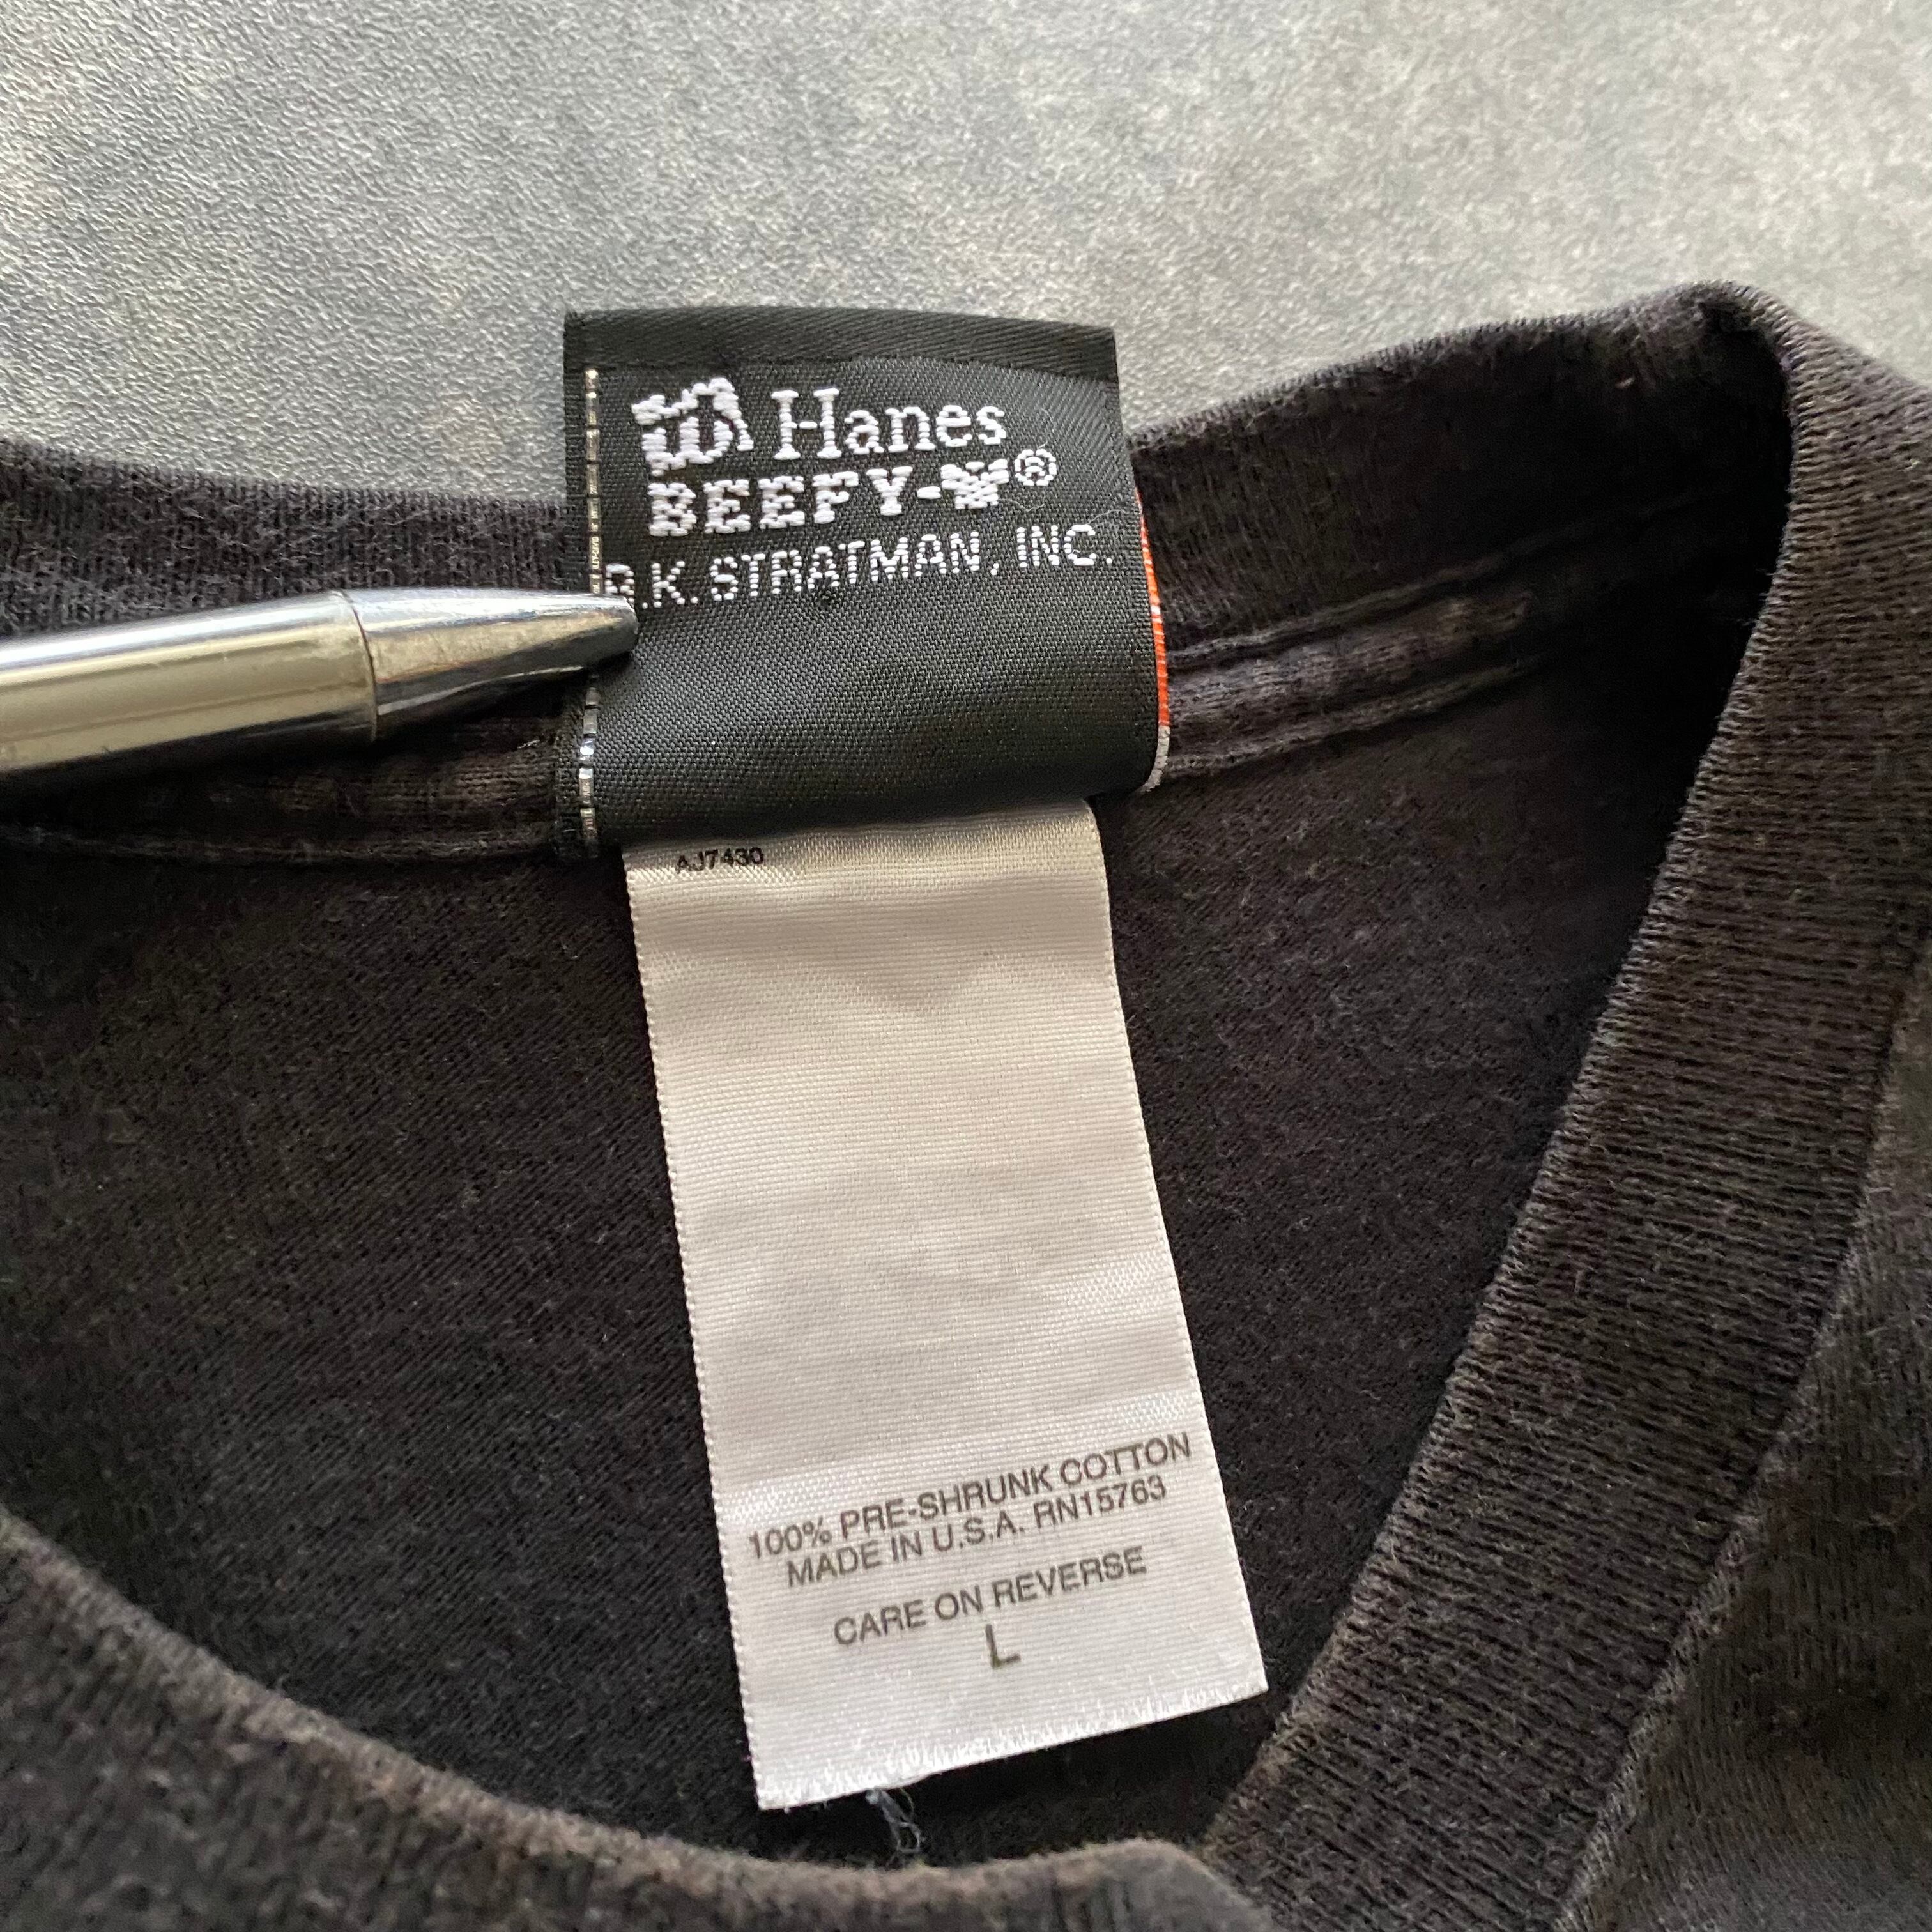 Hanes
BEEFY-T®
R.K. STRATMAN, INC.
AJ7430
100% PRE-SHRUNK COTTON
MADE IN U.S.A. RN15763
CARE ON REVERSE
L